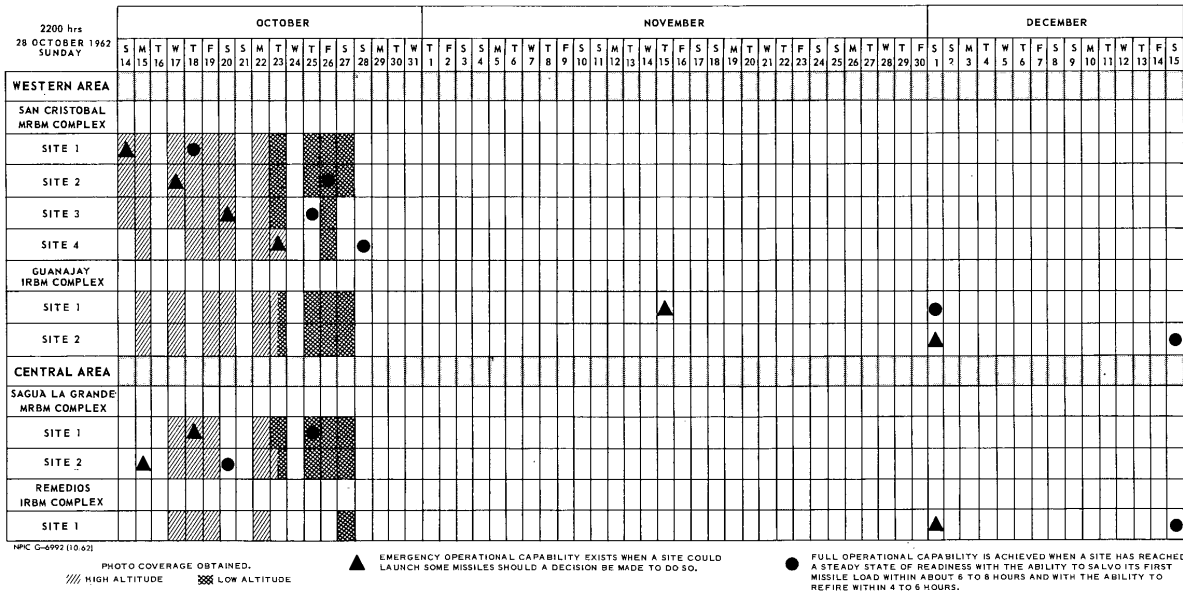 2200 hrs
28 OCTOBER 1962
SUNDAY
OCTOBER NOVEMBER DECEMBER
S M T W T F S S M T W T F S S M T W T F S S M T W T F S S M T W T F S S M T W T F S S M T W T F S S M T W T F S S M T W T F S
14 15 16 17 18 19 20 21 22 23 24 25 26 27 28 29 30 31 1 2 3 4 5 6 7 8 9 10 11 12 13 14 15 16 17 18 19 20 21 22 23 24 25 26 27 28 29 30 1 2 3 4 5 6 7 8 9 10 11 12 13 14 15
WESTERN AREA
SAN CRISTOBAL
MRBM COMPLEX
SITE 1
SITE 2
SITE 3
SITE 4
GUANAJAY
IRBM COMPLEX
SITE 1
SITE 2
CENTRAL AREA
SAGUA LA GRANDE
MRBM COMPLEX
SITE 1
SITE 2
REMEDIOS
IRBM COMPLEX
SITE 1
NPIC G-6992 (10-62)
PHOTO COVERAGE OBTAINED.
HIGH ALTITUDE LOW ALTITUDE
EMERGENCY OPERATIONAL CAPABILITY EXISTS WHEN A SITE COULD
LAUNCH SOME MISSILES SHOULD A DECISION BE MADE TO DO SO.
FULL OPERATIONAL CAPABILITY IS ACHIEVED WHEN A SITE HAS REACHED
A STEADY STATE OF READINESS WITH THE ABILITY TO SALVO ITS FIRST
MISSILE LOAD WITHIN ABOUT 6 TO 8 HOURS AND WITH THE ABILITY TO
REFIRE WITHIN 4 TO 6 HOURS.